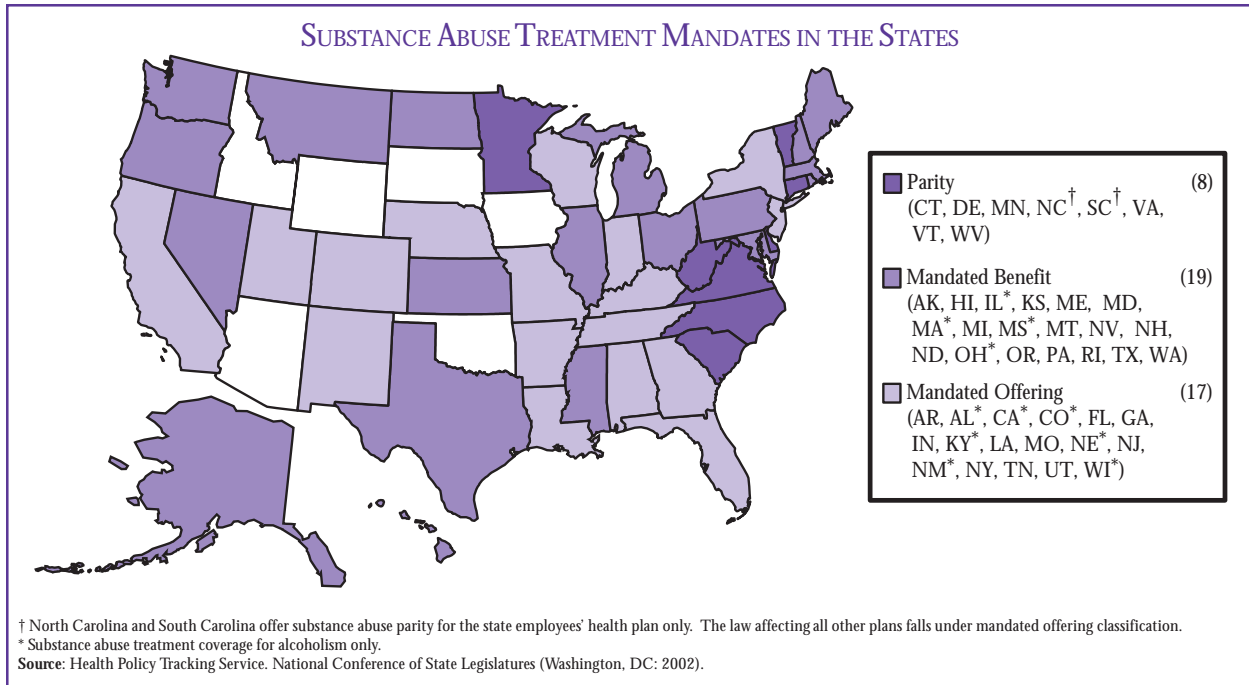 SUBSTANCE ABUSE TREATMENT MANDATES IN THE STATES
Parity (8)
(CT, DE, MN, NC†, SC†, VA,
VT, WV)
Mandated Benefit (19)
(AK, HI, IL*, KS, ME, MD,
MA*, MI, MS*, MT, NV, NH,
ND, OH*, OR, PA, RI, TX, WA)
Mandated Offering (17)
(AR, AL*, CA*, CO*, FL, GA,
IN, KY*, LA, MO, NE*, NJ,
NM*, NY, TN, UT, WI*)
† North Carolina and South Carolina offer substance abuse parity for the state employees' health plan only. The law affecting all other plans falls under mandated offering classification.
* Substance abuse treatment coverage for alcoholism only.
Source: Health Policy Tracking Service. National Conference of State Legislatures (Washington, DC: 2002).